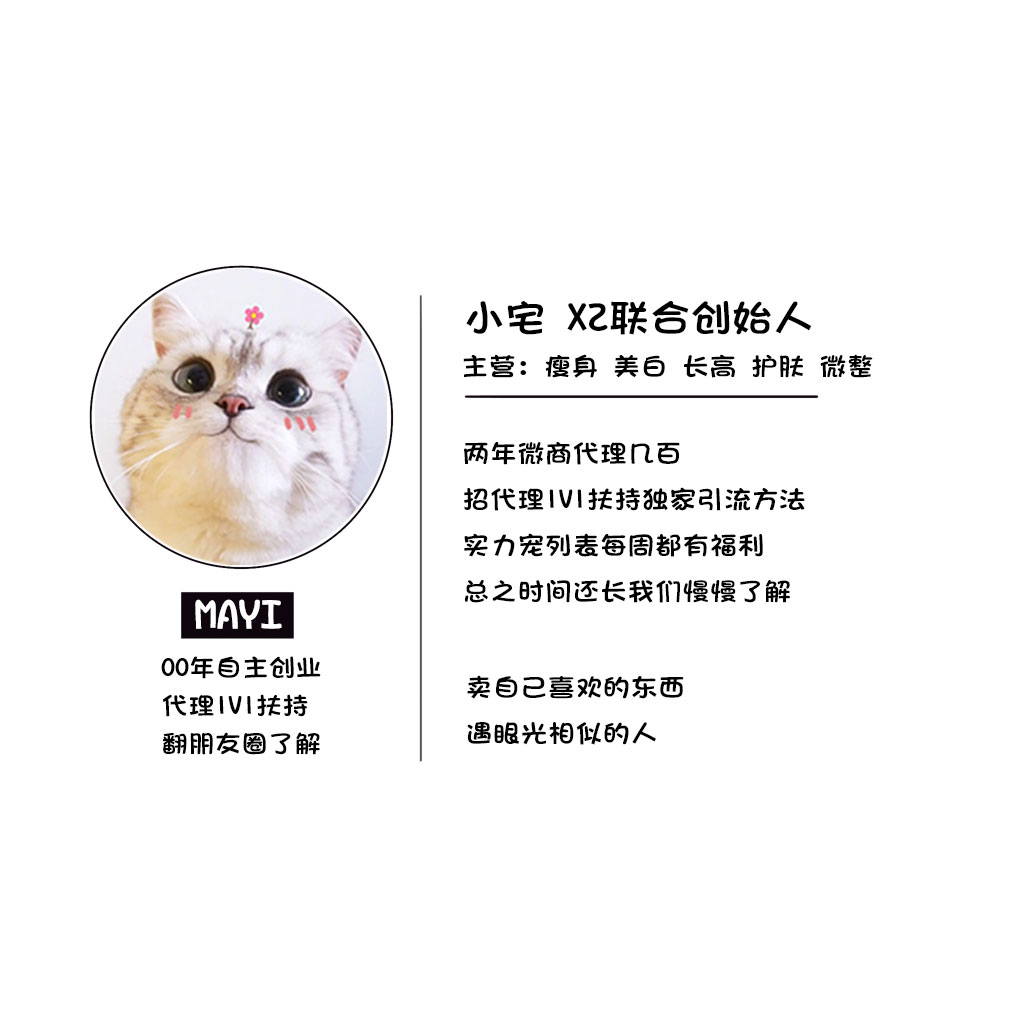 MAYI
00年自主创业
代理1V1扶持
翻朋友圈了解
小宅 XZ联合创始人
主营：瘦身 美白 长高 护肤 微整
两年微商代理几百
招代理1V1扶持独家引流方法
实力宠列表每周都有福利
总之时间还长我们慢慢了解
卖自己喜欢的东西
遇眼光相似的人